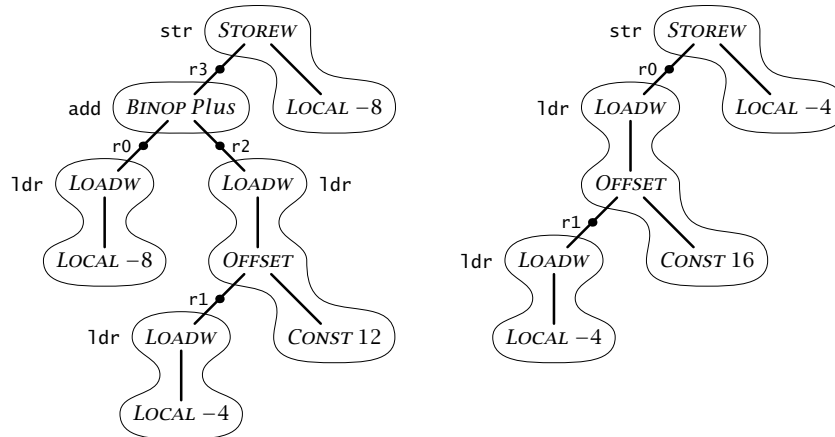 str STOREW
r3
add BINOP Plus LOCAL −8
r0 r2
ldr LOADW LOADW ldr
LOCAL −8 OFFSET
r1
ldr LOADW CONST 12
LOCAL −4
str STOREW
r0
ldr LOADW LOCAL −4
OFFSET
r1
ldr LOADW CONST 16
LOCAL −4